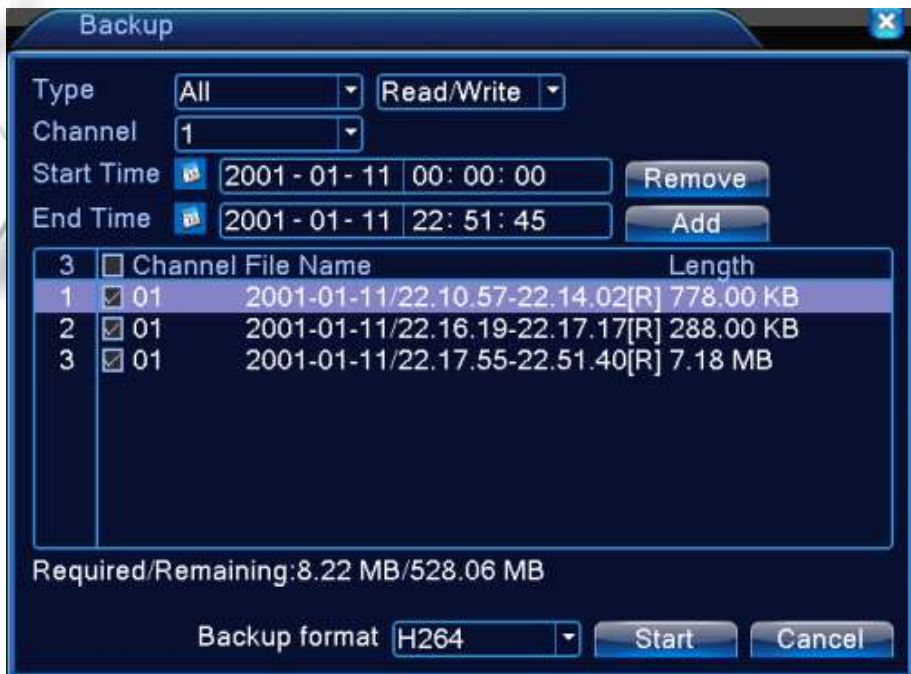 Backup
Type All Read/Write
Channel 1
Start Time 2001 - 01 - 11 00: 00: 00 Remove
End Time 2001 - 01 - 11 22: 51: 45 Add
3 Channel File Name Length
1 01 2001-01-11/22.10.57-22.14.02[R] 778.00 KB
2 01 2001-01-11/22.16.19-22.17.17[R] 288.00 KB
3 01 2001-01-11/22.17.55-22.51.40[R] 7.18 MB
Required/Remaining:8.22 MB/528.06 MB
Backup format H264 Start Cancel